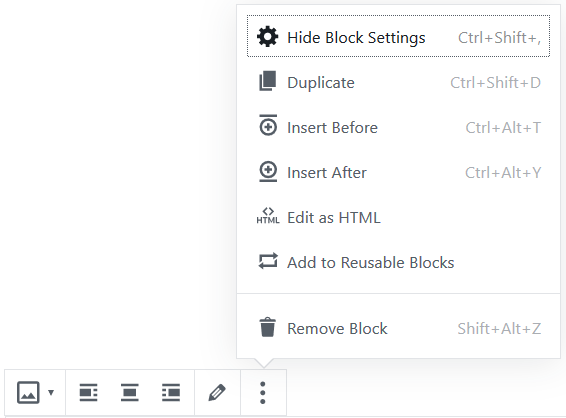 Hide Block Settings Ctrl+Shift+,
Duplicate Ctrl+Shift+D
Insert Before Ctrl+Alt+T
Insert After Ctrl+Alt+Y
HTML Edit as HTML
Add to Reusable Blocks
Remove Block Shift+Alt+Z